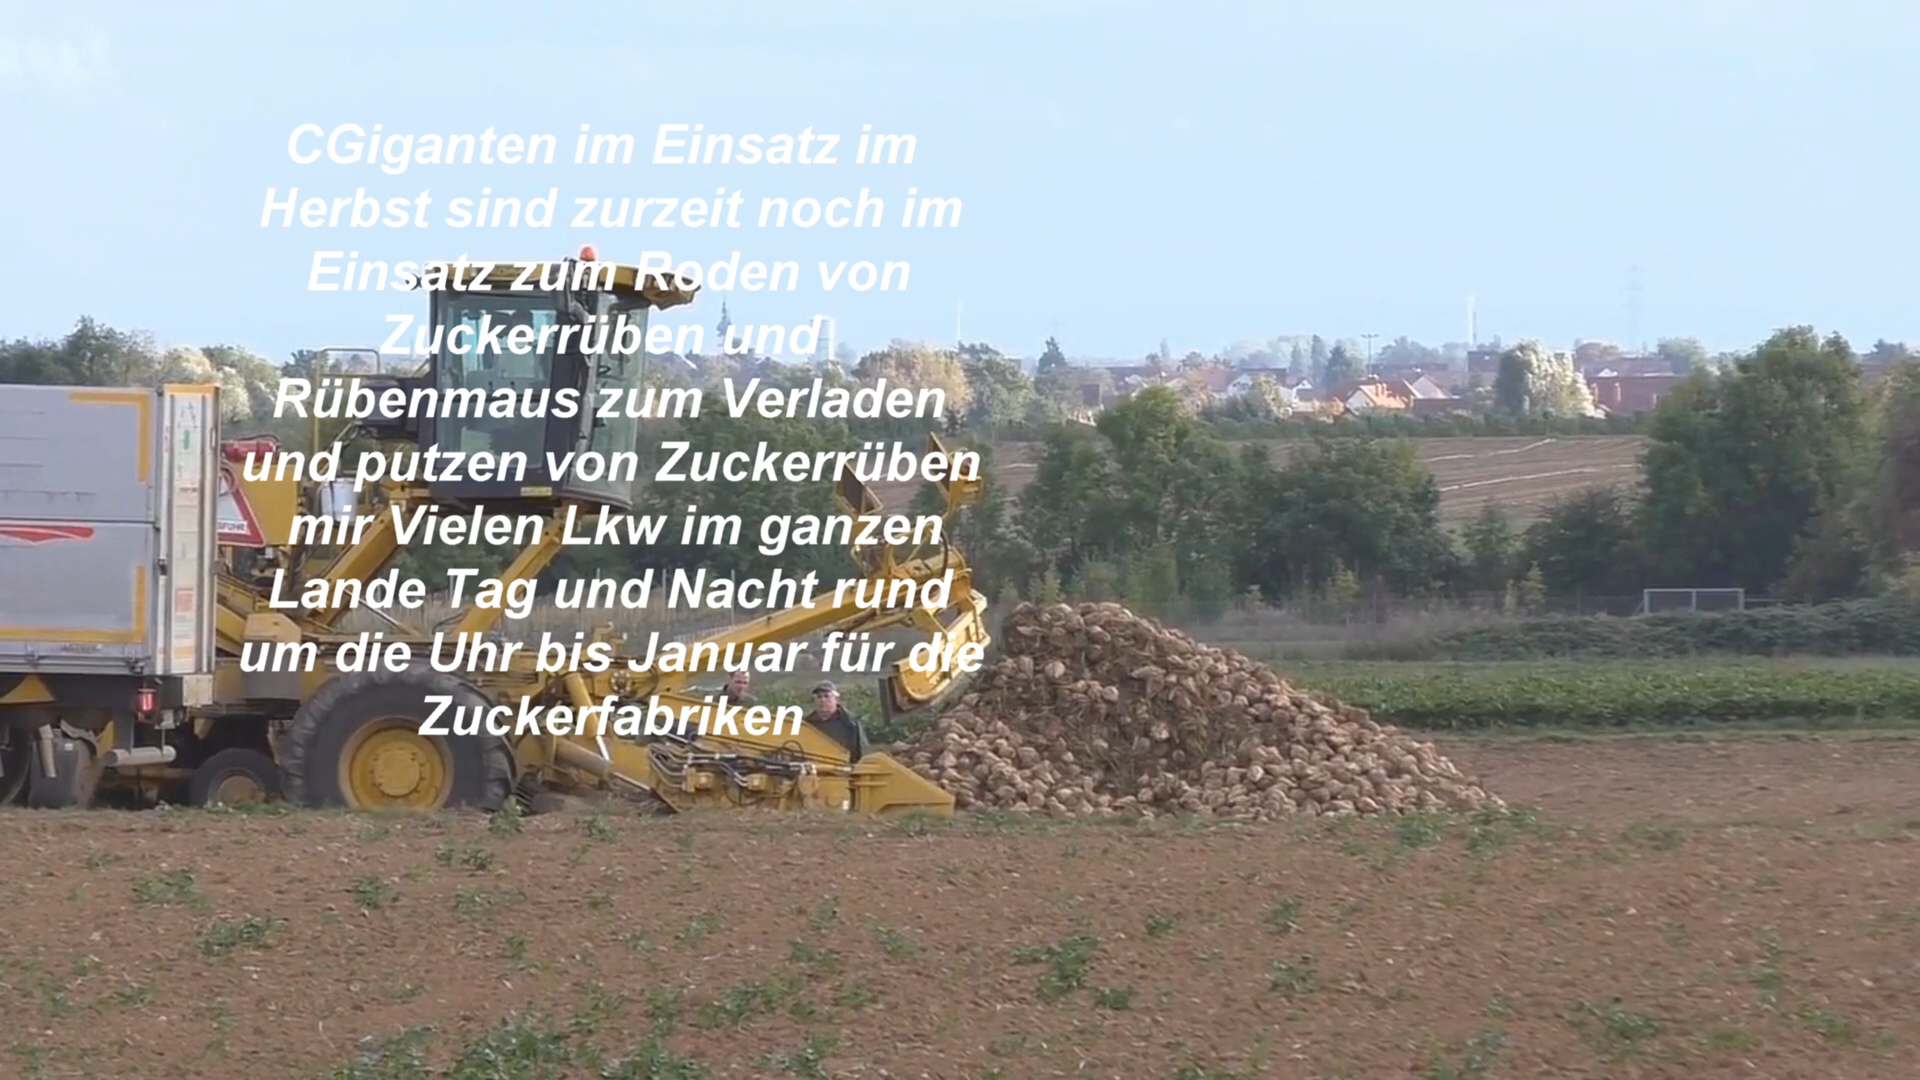 CGiganten im Einsatz im
Herbst sind zurzeit noch im
Einsatz zum Roden von
Zuckerrüben und
Rübenmaus zum Verladen
und putzen von Zuckerrüben
mir Vielen Lkw im ganzen
Lande Tag und Nacht rund
um die Uhr bis Januar für die
Zuckerfabriken